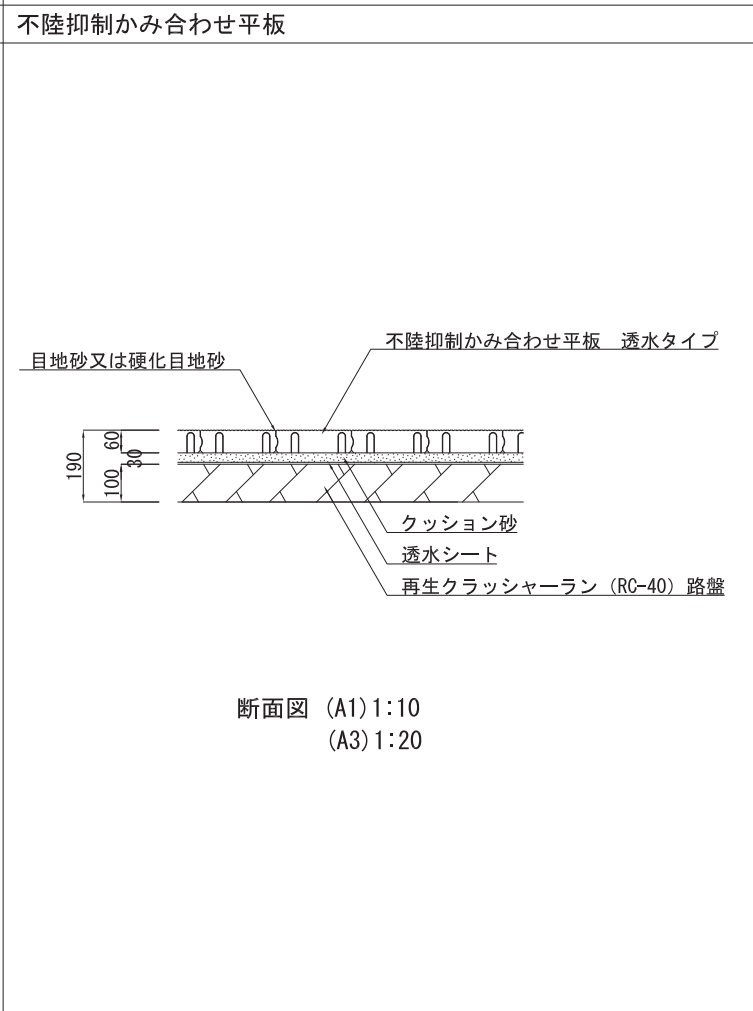 不陸抑制かみ合わせ平板
不陸抑制かみ合わせ平板　透水タイプ
目地砂又は硬化目地砂
190
60
30
100
クッション砂
透水シート
再生クラッシャーラン（RC-40）路盤
断面図 (A1)1:10
(A3)1:20